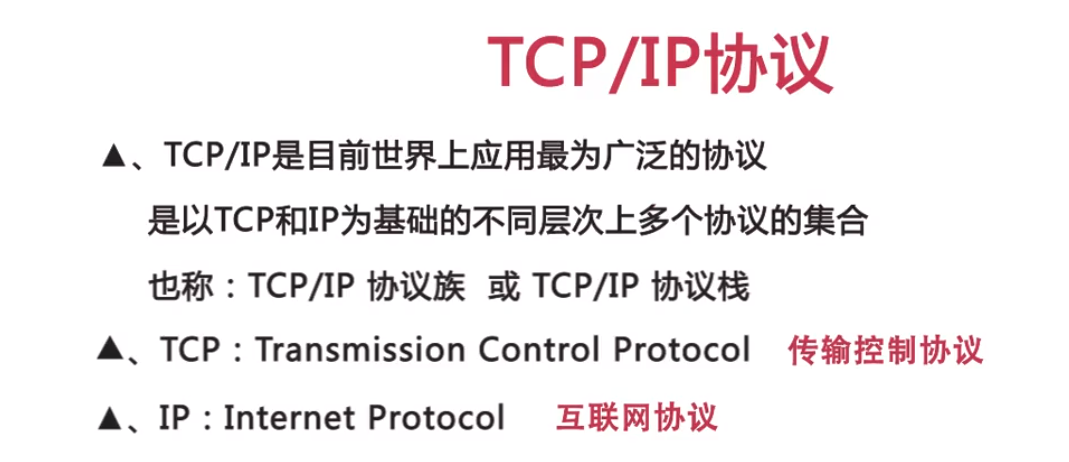 TCP/IP协议
▲、TCP/IP是目前世界上应用最为广泛的协议
是以TCP和IP为基础的不同层次上多个协议的集合
也称：TCP/IP 协议族 或 TCP/IP 协议栈
▲、TCP：Transmission Control Protocol 传输控制协议
▲、IP：Internet Protocol 互联网协议